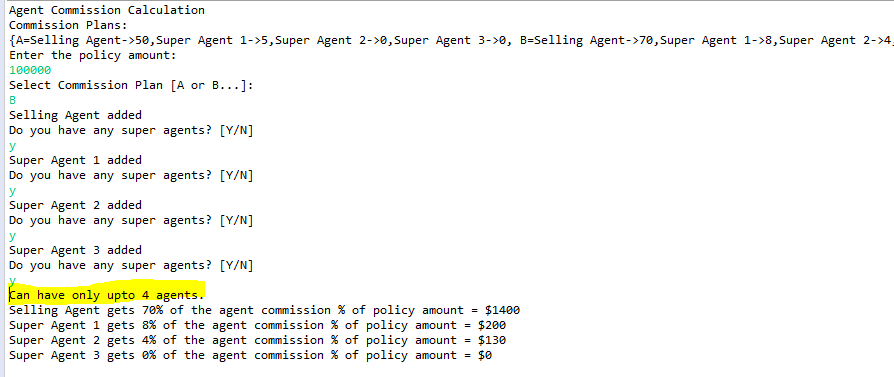 Agent Commission Calculation
Commission Plans:
{A=Selling Agent->50,Super Agent 1->5,Super Agent 2->0,Super Agent 3->0, B=Selling Agent->70,Super Agent 1->8,Super Agent 2->4,
Enter the policy amount:
100000
Select Commission Plan [A or B...]:
B
Selling Agent added
Do you have any super agents? [Y/N]
y
Super Agent 1 added
Do you have any super agents? [Y/N]
y
Super Agent 2 added
Do you have any super agents? [Y/N]
y
Super Agent 3 added
Do you have any super agents? [Y/N]
y
Can have only upto 4 agents.
Selling Agent gets 70% of the agent commission % of policy amount = $1400
Super Agent 1 gets 8% of the agent commission % of policy amount = $200
Super Agent 2 gets 4% of the agent commission % of policy amount = $130
Super Agent 3 gets 0% of the agent commission % of policy amount = $0